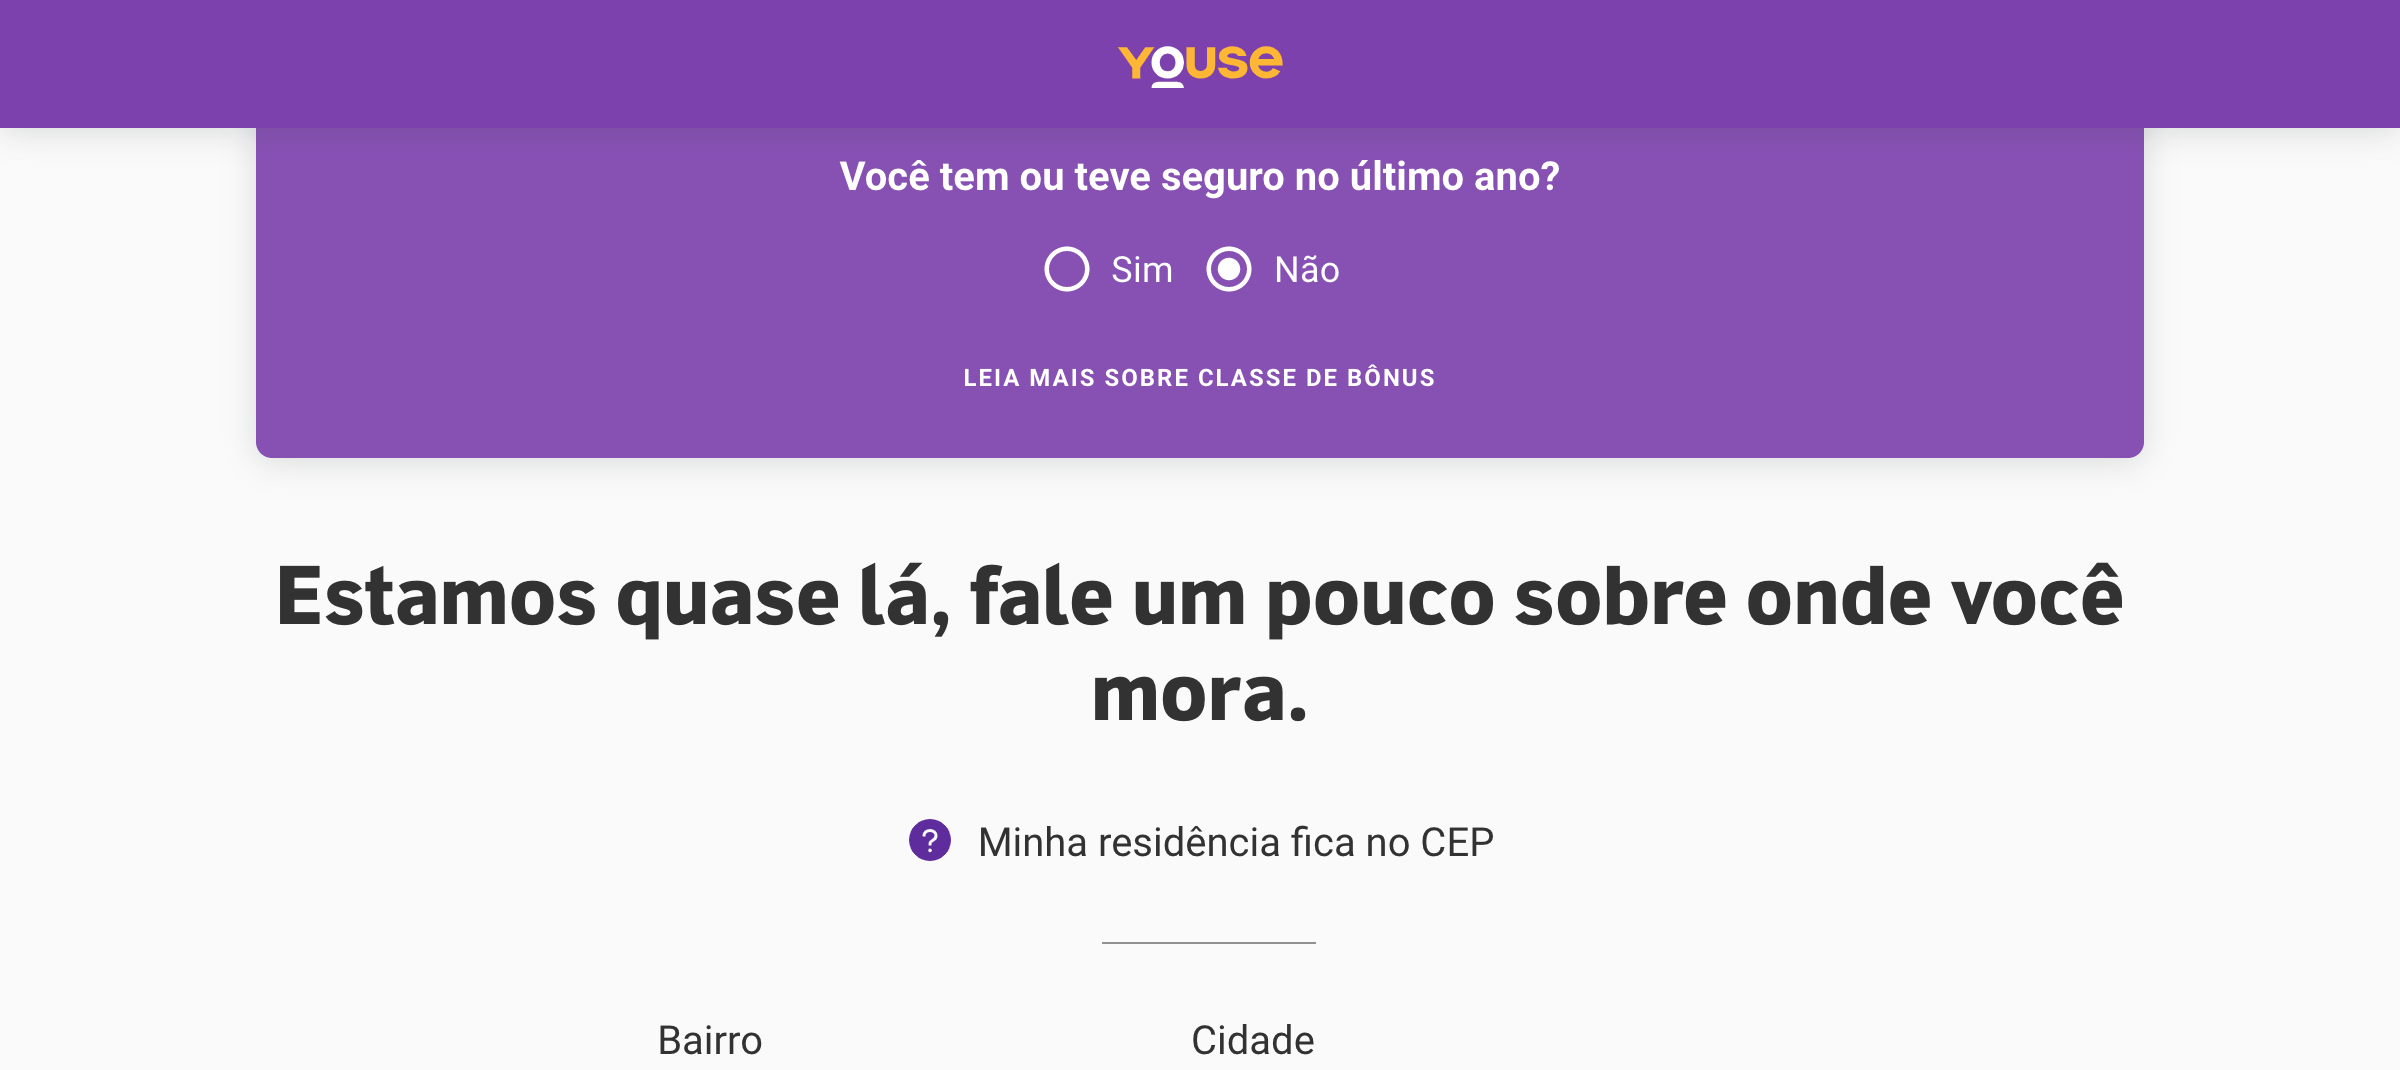 YOUSE
Você tem ou teve seguro no último ano?
Sim Não
LEIA MAIS SOBRE CLASSE DE BÔNUS
Estamos quase lá, fale um pouco sobre onde você
mora.
? Minha residência fica no CEP
Bairro Cidade